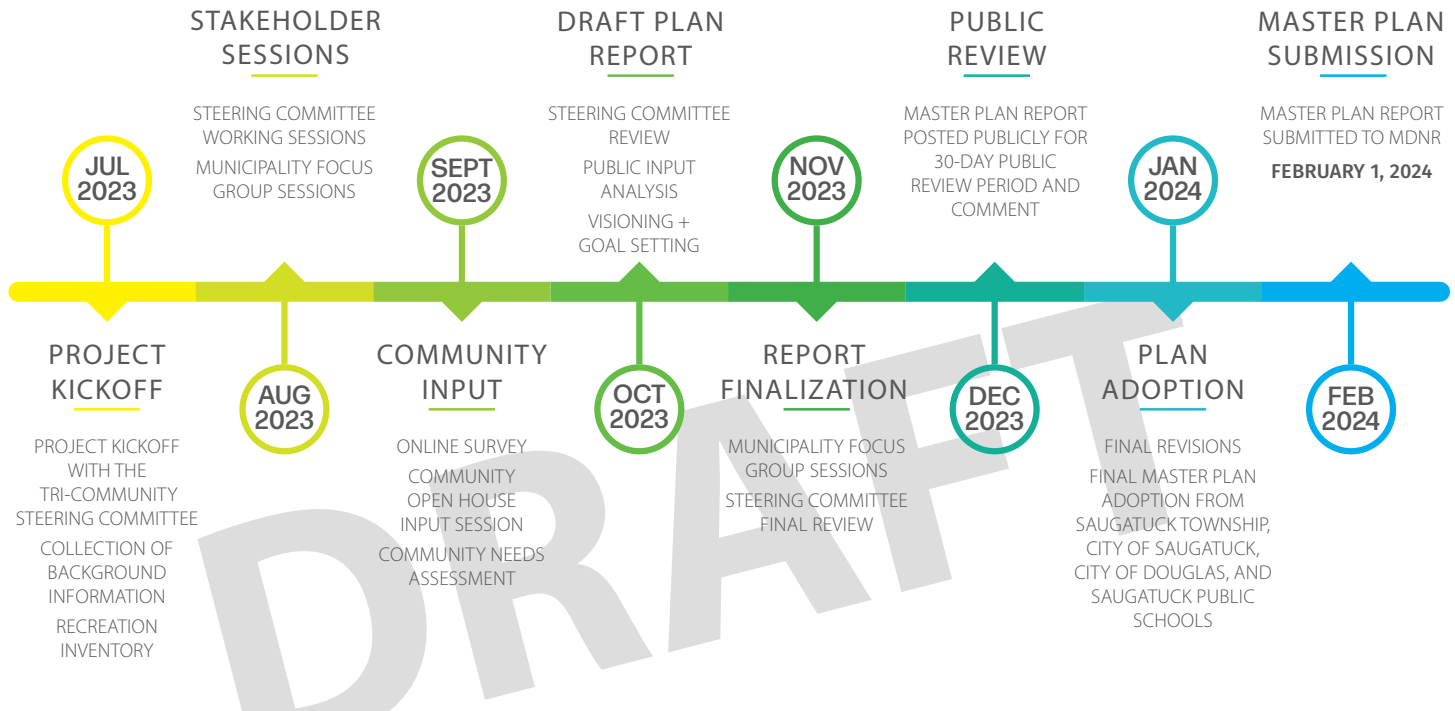 PROJECT
KICKOFF
JUL
2023
PROJECT KICKOFF
WITH THE
TRI-COMMUNITY
STEERING COMMITTEE
COLLECTION OF
BACKGROUND
INFORMATION
RECREATION
INVENTORY
STAKEHOLDER
SESSIONS
STEERING COMMITTEE
WORKING SESSIONS
MUNICIPALITY FOCUS
GROUP SESSIONS
AUG
2023
SEPT
2023
COMMUNITY
INPUT
ONLINE SURVEY
COMMUNITY
OPEN HOUSE
INPUT SESSION
COMMUNITY NEEDS
ASSESSMENT
DRAFT PLAN
REPORT
STEERING COMMITTEE
REVIEW
PUBLIC INPUT
ANALYSIS
VISIONING +
GOAL SETTING
OCT
2023
NOV
2023
REPORT
FINALIZATION
MUNICIPALITY FOCUS
GROUP SESSIONS
STEERING COMMITTEE
FINAL REVIEW
PUBLIC
REVIEW
MASTER PLAN REPORT
POSTED PUBLICLY FOR
30-DAY PUBLIC
REVIEW PERIOD AND
COMMENT
DEC
2023
JAN
2024
PLAN
ADOPTION
FINAL REVISIONS
FINAL MASTER PLAN
ADOPTION FROM
SAUGATUCK TOWNSHIP,
CITY OF SAUGATUCK,
CITY OF DOUGLAS, AND
SAUGATUCK PUBLIC
SCHOOLS
MASTER PLAN
SUBMISSION
MASTER PLAN REPORT
SUBMITTED TO MDNR
FEBRUARY 1, 2024
FEB
2024
DRAFT